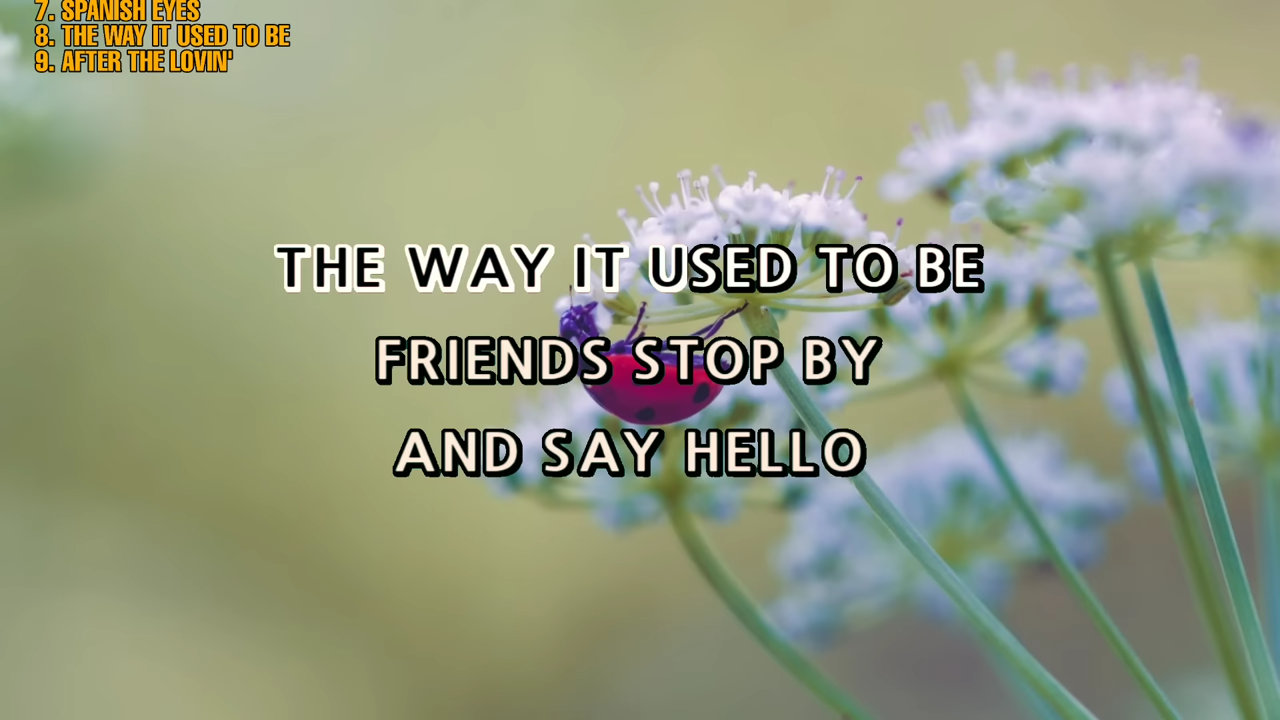 7. SPANISH EYES
8. THE WAY IT USED TO BE
9. AFTER THE LOVIN'
THE WAY IT USED TO BE
FRIENDS STOP BY
AND SAY HELLO